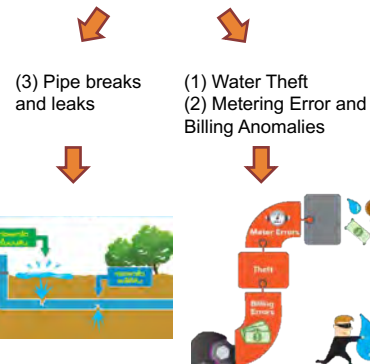 (3) Pipe breaks
and leaks
(1) Water Theft
(2) Metering Error and
Billing Anomalies
Meter Errors
Theft
Billing
Errors